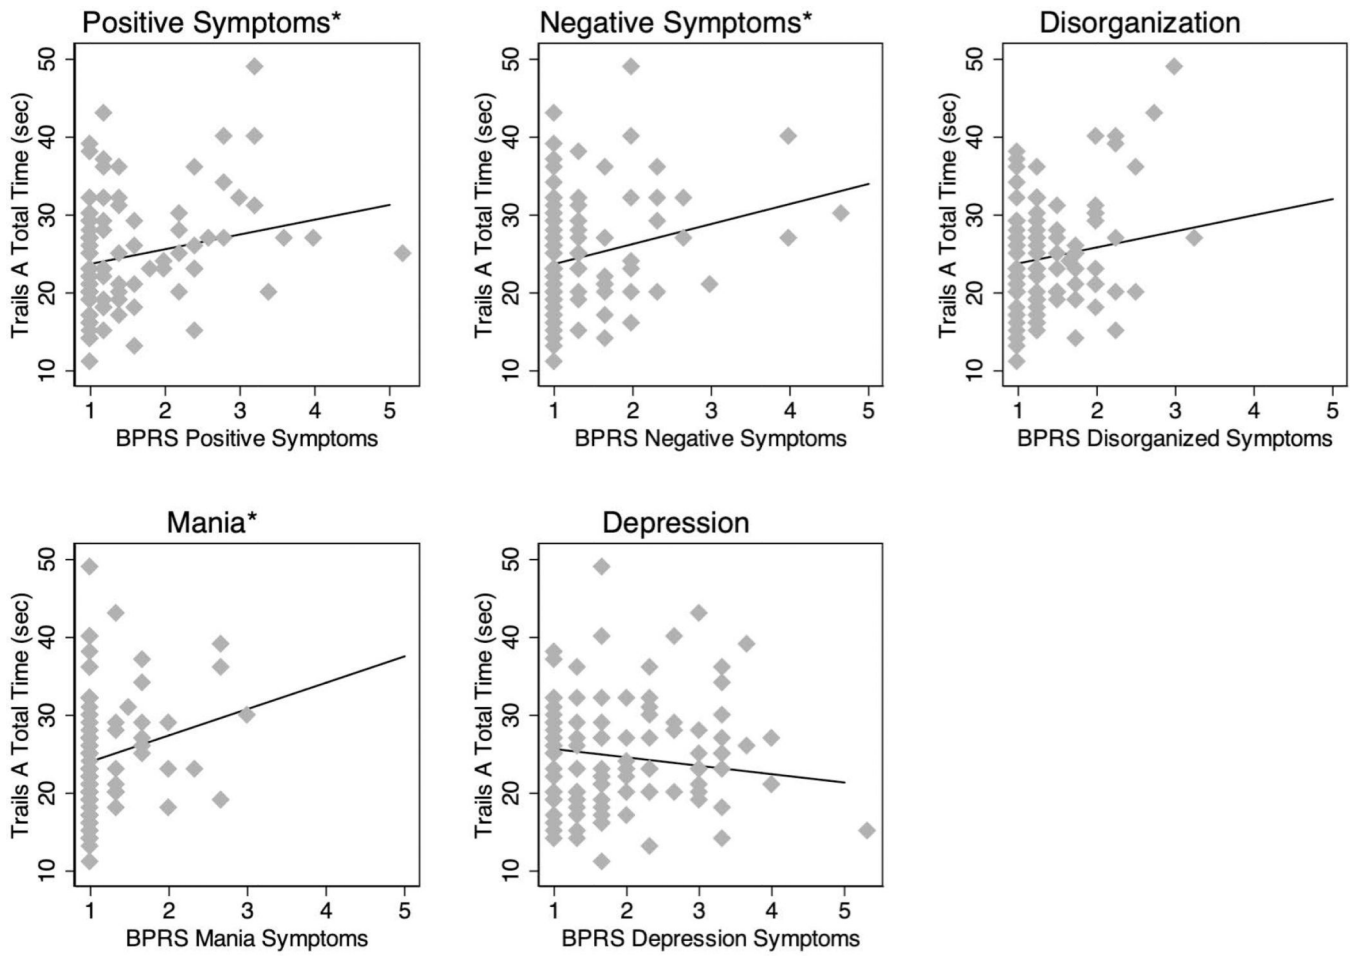 Positive Symptoms*
Trails A Total Time (sec)
50
40
30
20
10
1 2 3 4 5
BPRS Positive Symptoms
Negative Symptoms*
Trails A Total Time (sec)
50
40
30
20
10
1 2 3 4 5
BPRS Negative Symptoms
Disorganization
Trails A Total Time (sec)
50
40
30
20
10
1 2 3 4 5
BPRS Disorganized Symptoms
Mania*
Trails A Total Time (sec)
50
40
30
20
10
1 2 3 4 5
BPRS Mania Symptoms
Depression
Trails A Total Time (sec)
50
40
30
20
10
1 2 3 4 5
BPRS Depression Symptoms